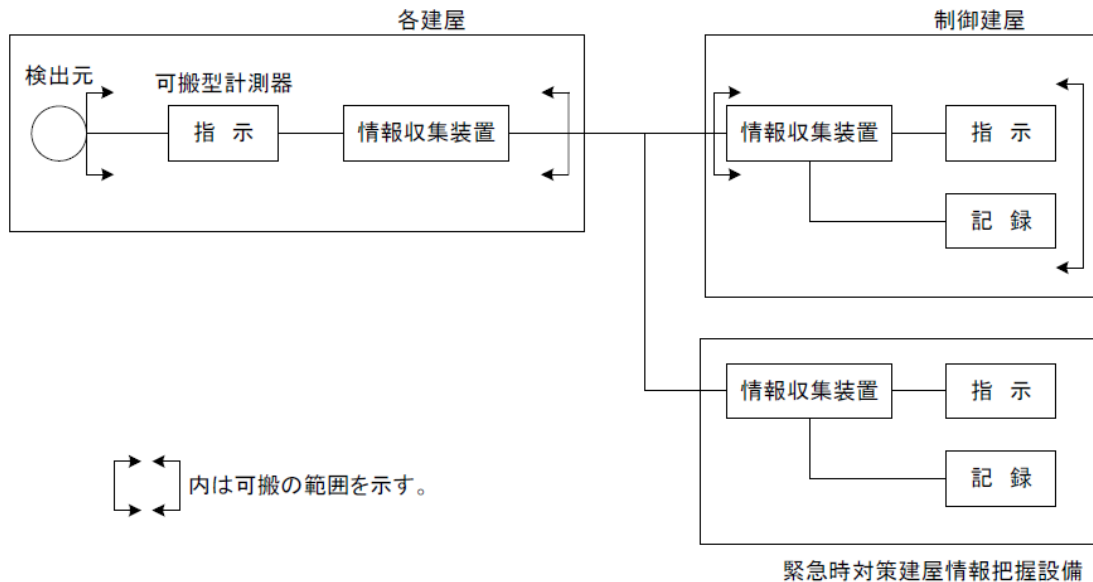 各建屋
検出元
可搬型計測器
指 示
情報収集装置
制御建屋
情報収集装置
指 示
記 録
情報収集装置
指 示
記 録
緊急時対策建屋情報把握設備
内は可搬の範囲を示す。